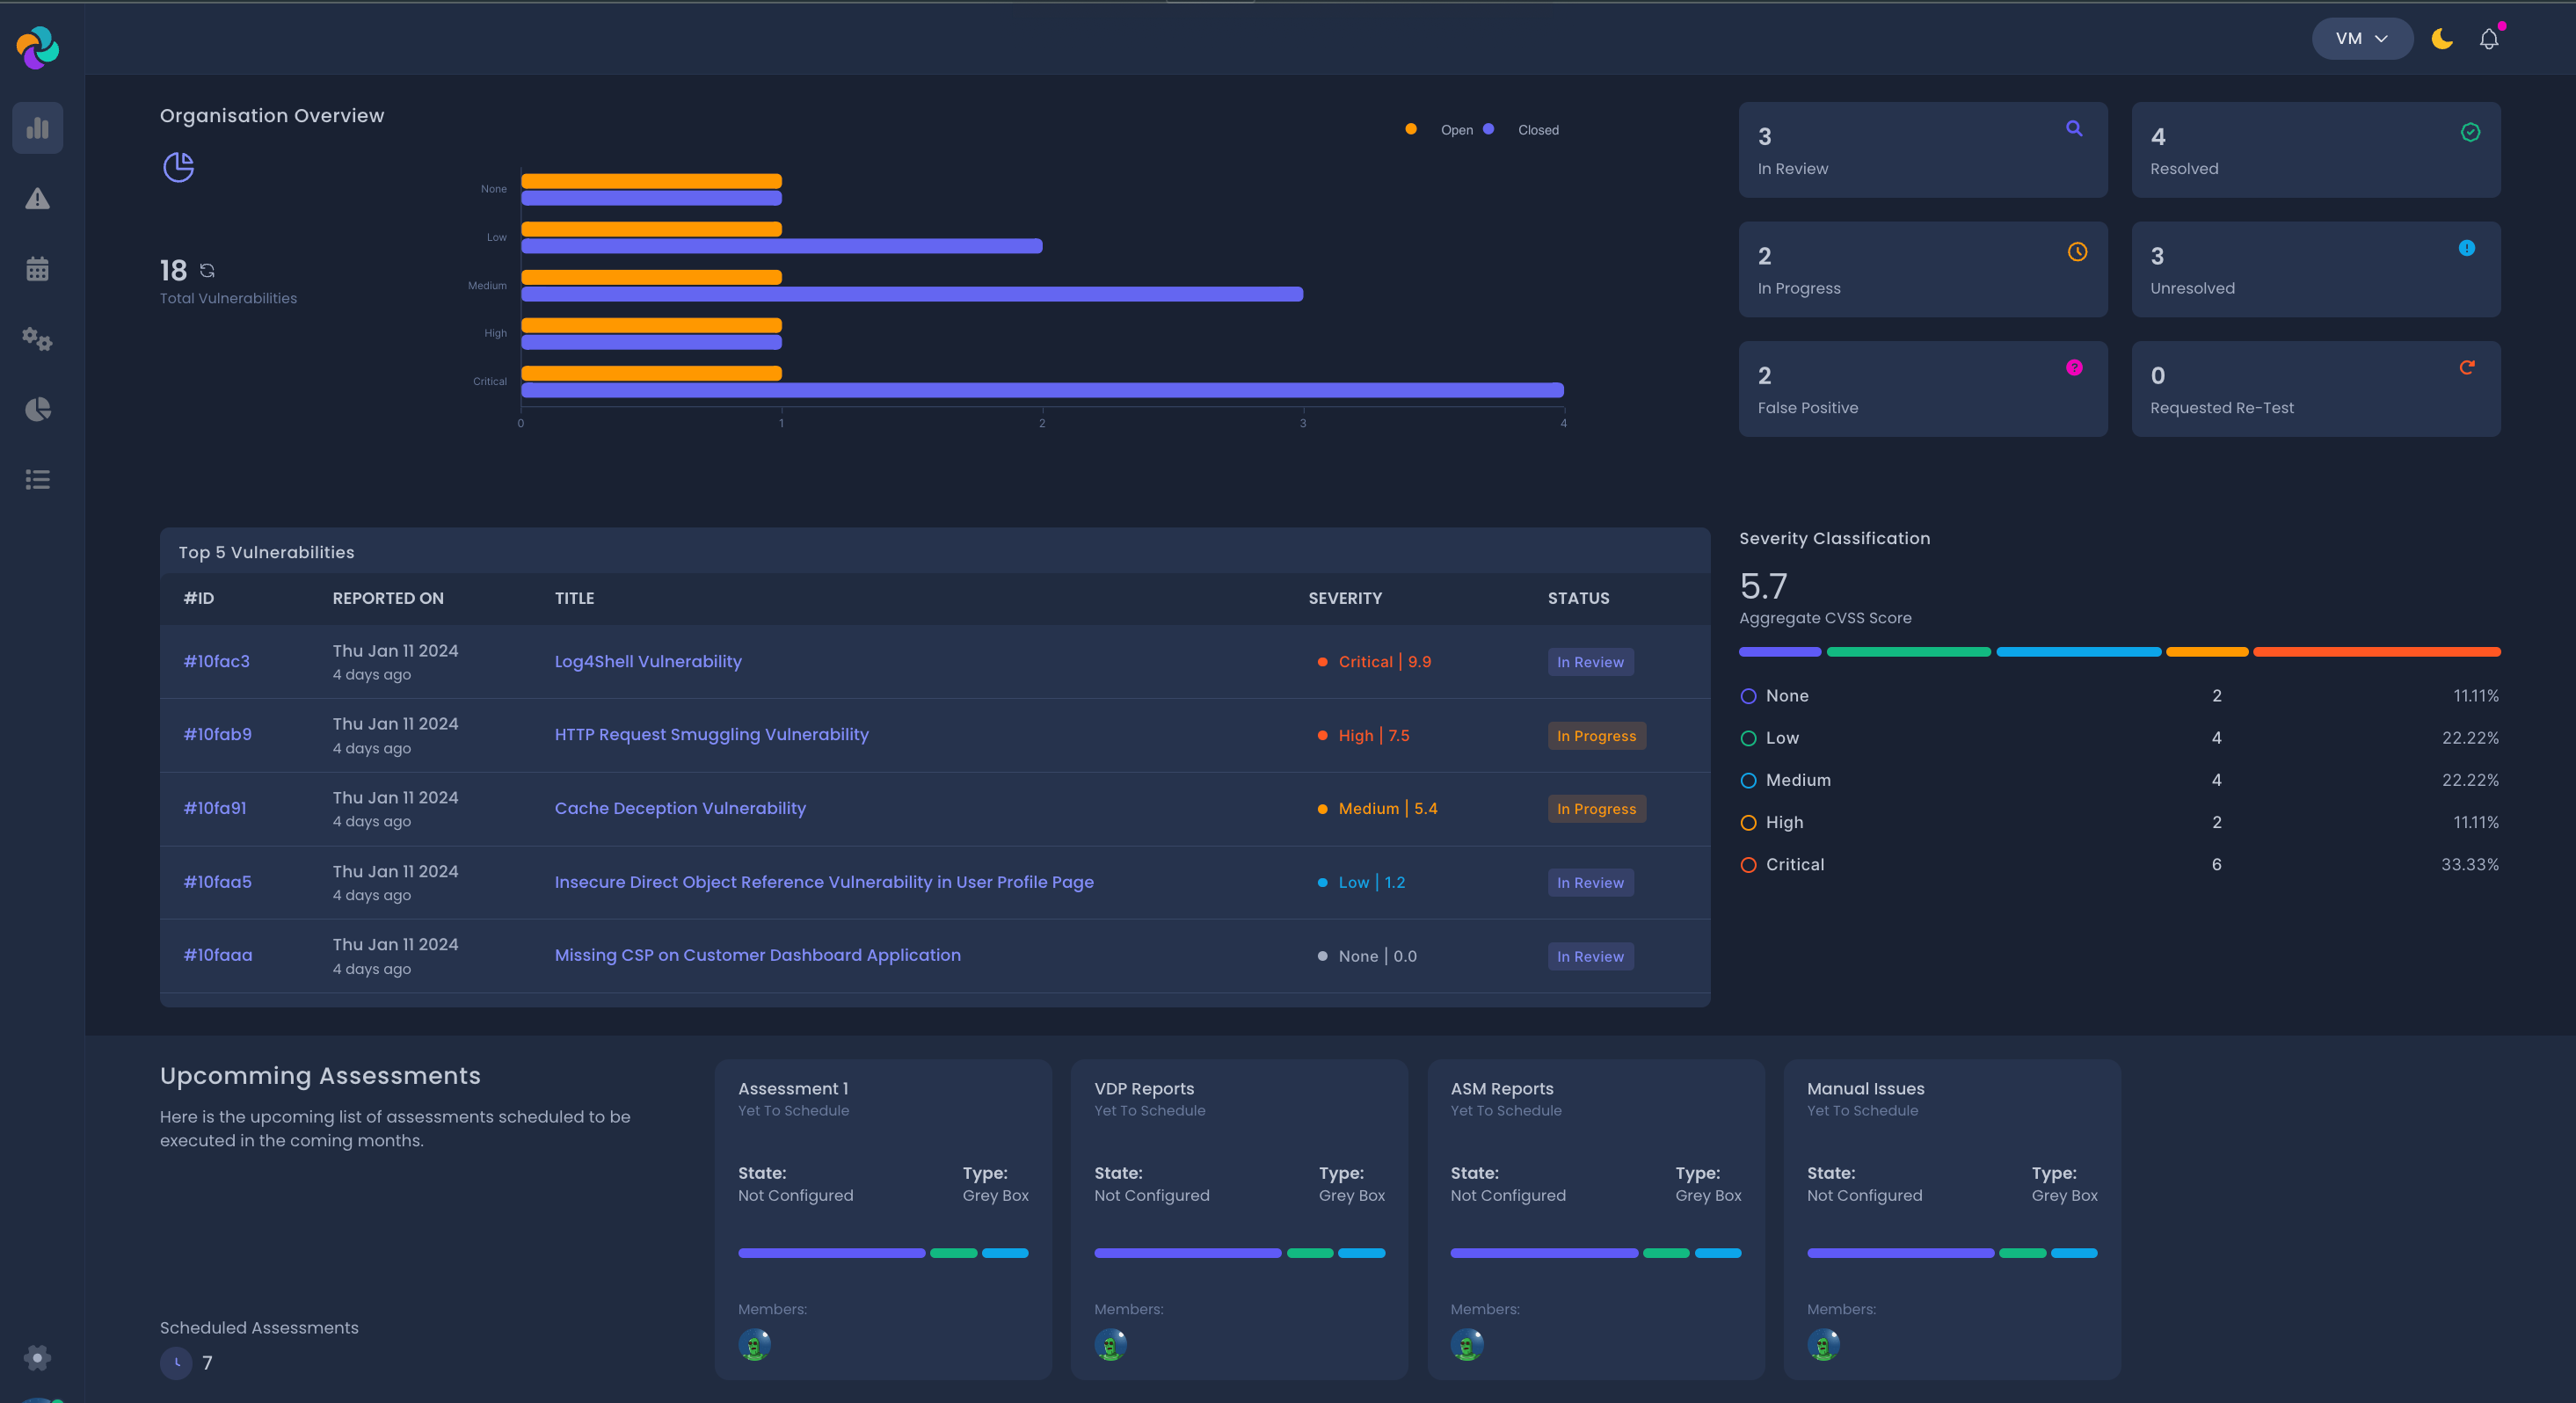 VM
Organisation Overview
Open Closed
None
Low
Medium
High
Critical
0 1 2 3 4
18
Total Vulnerabilities
3
In Review
4
Resolved
2
In Progress
3
Unresolved
2
False Positive
0
Requested Re-Test
Top 5 Vulnerabilities
#ID REPORTED ON TITLE SEVERITY STATUS
#10fac3 Thu Jan 11 2024 4 days ago Log4Shell Vulnerability Critical | 9.9 In Review
#10fab9 Thu Jan 11 2024 4 days ago HTTP Request Smuggling Vulnerability High | 7.5 In Progress
#10fa91 Thu Jan 11 2024 4 days ago Cache Deception Vulnerability Medium | 5.4 In Progress
#10faa5 Thu Jan 11 2024 4 days ago Insecure Direct Object Reference Vulnerability in User Profile Page Low | 1.2 In Review
#10faaa Thu Jan 11 2024 4 days ago Missing CSP on Customer Dashboard Application None | 0.0 In Review
Severity Classification
5.7
Aggregate CVSS Score
None 2 11.11%
Low 4 22.22%
Medium 4 22.22%
High 2 11.11%
Critical 6 33.33%
Upcomming Assessments
Here is the upcoming list of assessments scheduled to be
executed in the coming months.
Scheduled Assessments
7
Assessment 1
Yet To Schedule
State: Type:
Not Configured Grey Box
Members:
VDP Reports
Yet To Schedule
State: Type:
Not Configured Grey Box
Members:
ASM Reports
Yet To Schedule
State: Type:
Not Configured Grey Box
Members:
Manual Issues
Yet To Schedule
State: Type:
Not Configured Grey Box
Members: